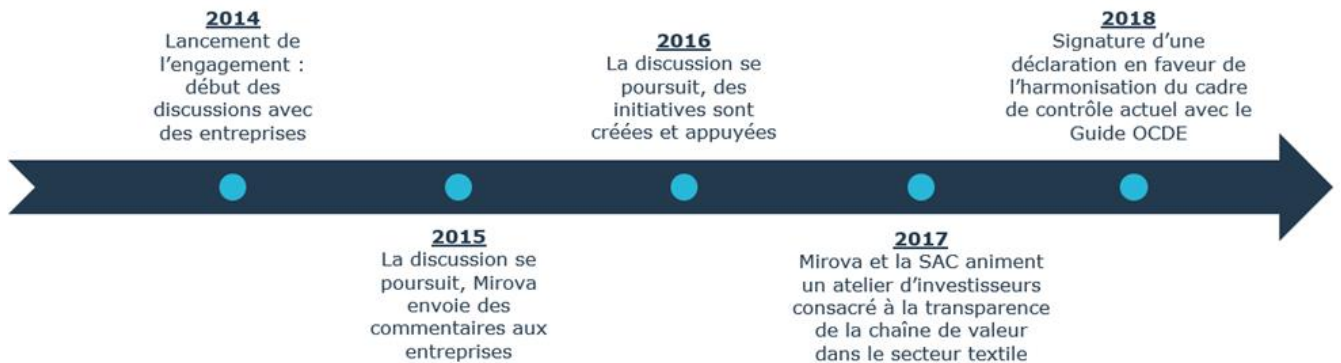 2014
Lancement de
l’engagement :
début des
discussions avec
des entreprises
2015
La discussion se
poursuit, Mirova
envoie des
commentaires aux
entreprises
2016
La discussion se
poursuit, des
initiatives sont
créées et appuyées
2017
Mirova et la SAC animent
un atelier d’investisseurs
consacré à la transparence
de la chaîne de valeur
dans le secteur textile
2018
Signature d’une
déclaration en faveur de
l’harmonisation du cadre
de contrôle actuel avec le
Guide OCDE